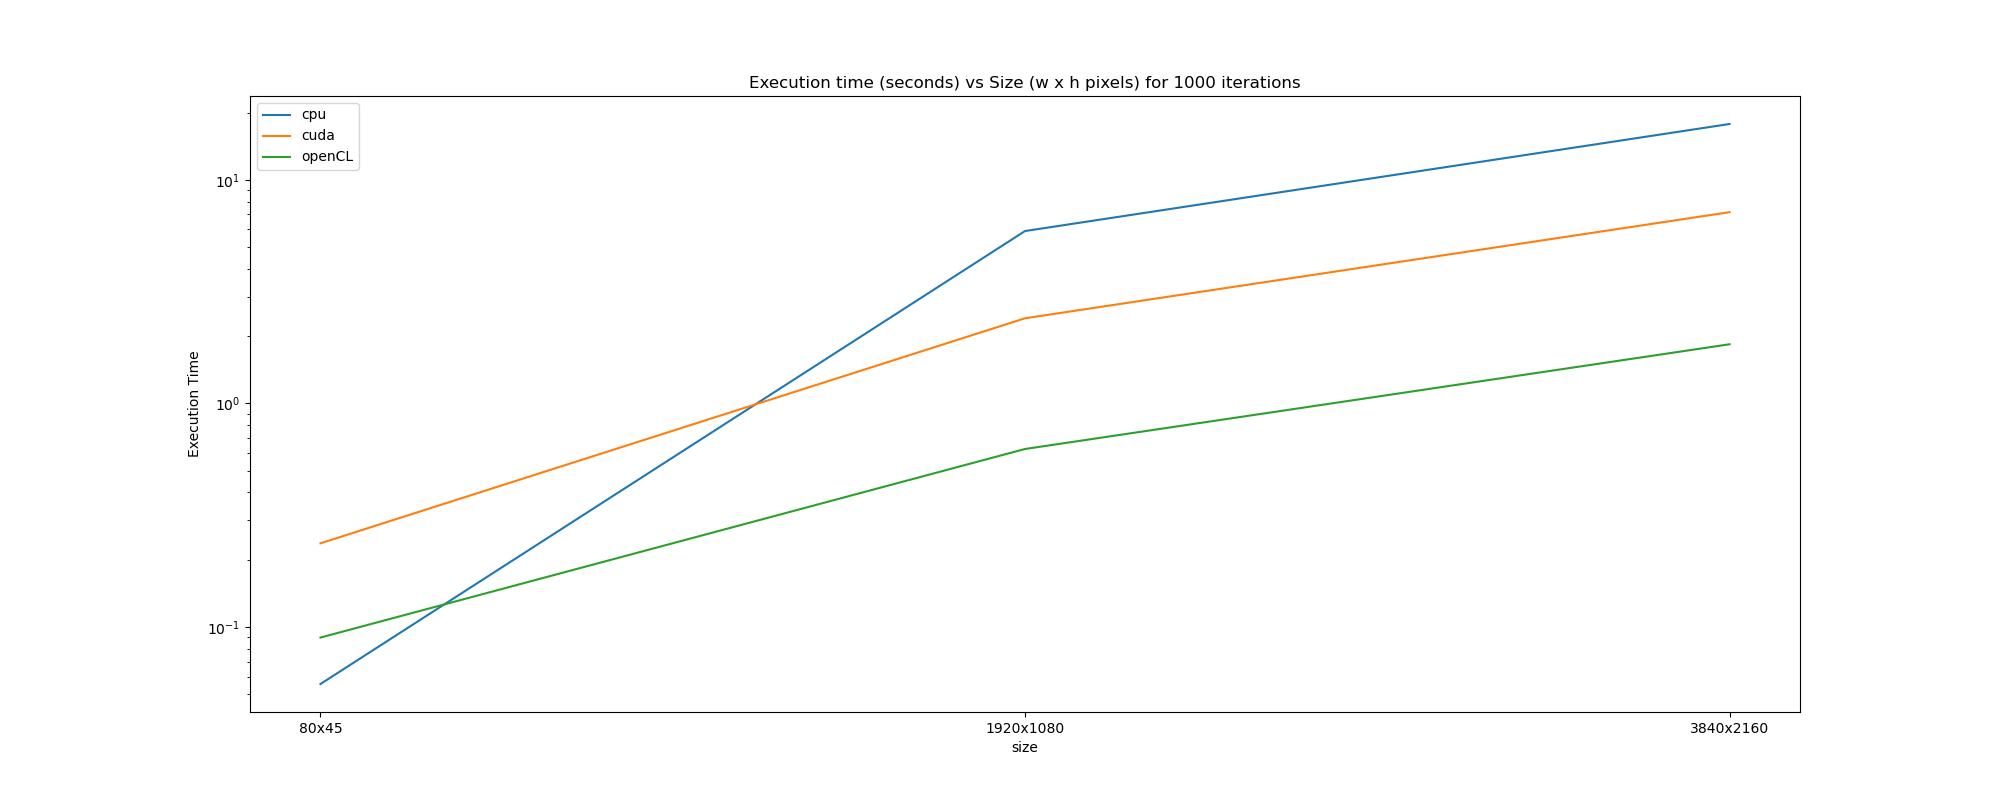 Execution time (seconds) vs Size (w x h pixels) for 1000 iterations
cpu
cuda
openCL
10¹
10⁰
10⁻¹
Execution Time
80x45
1920x1080
3840x2160
size